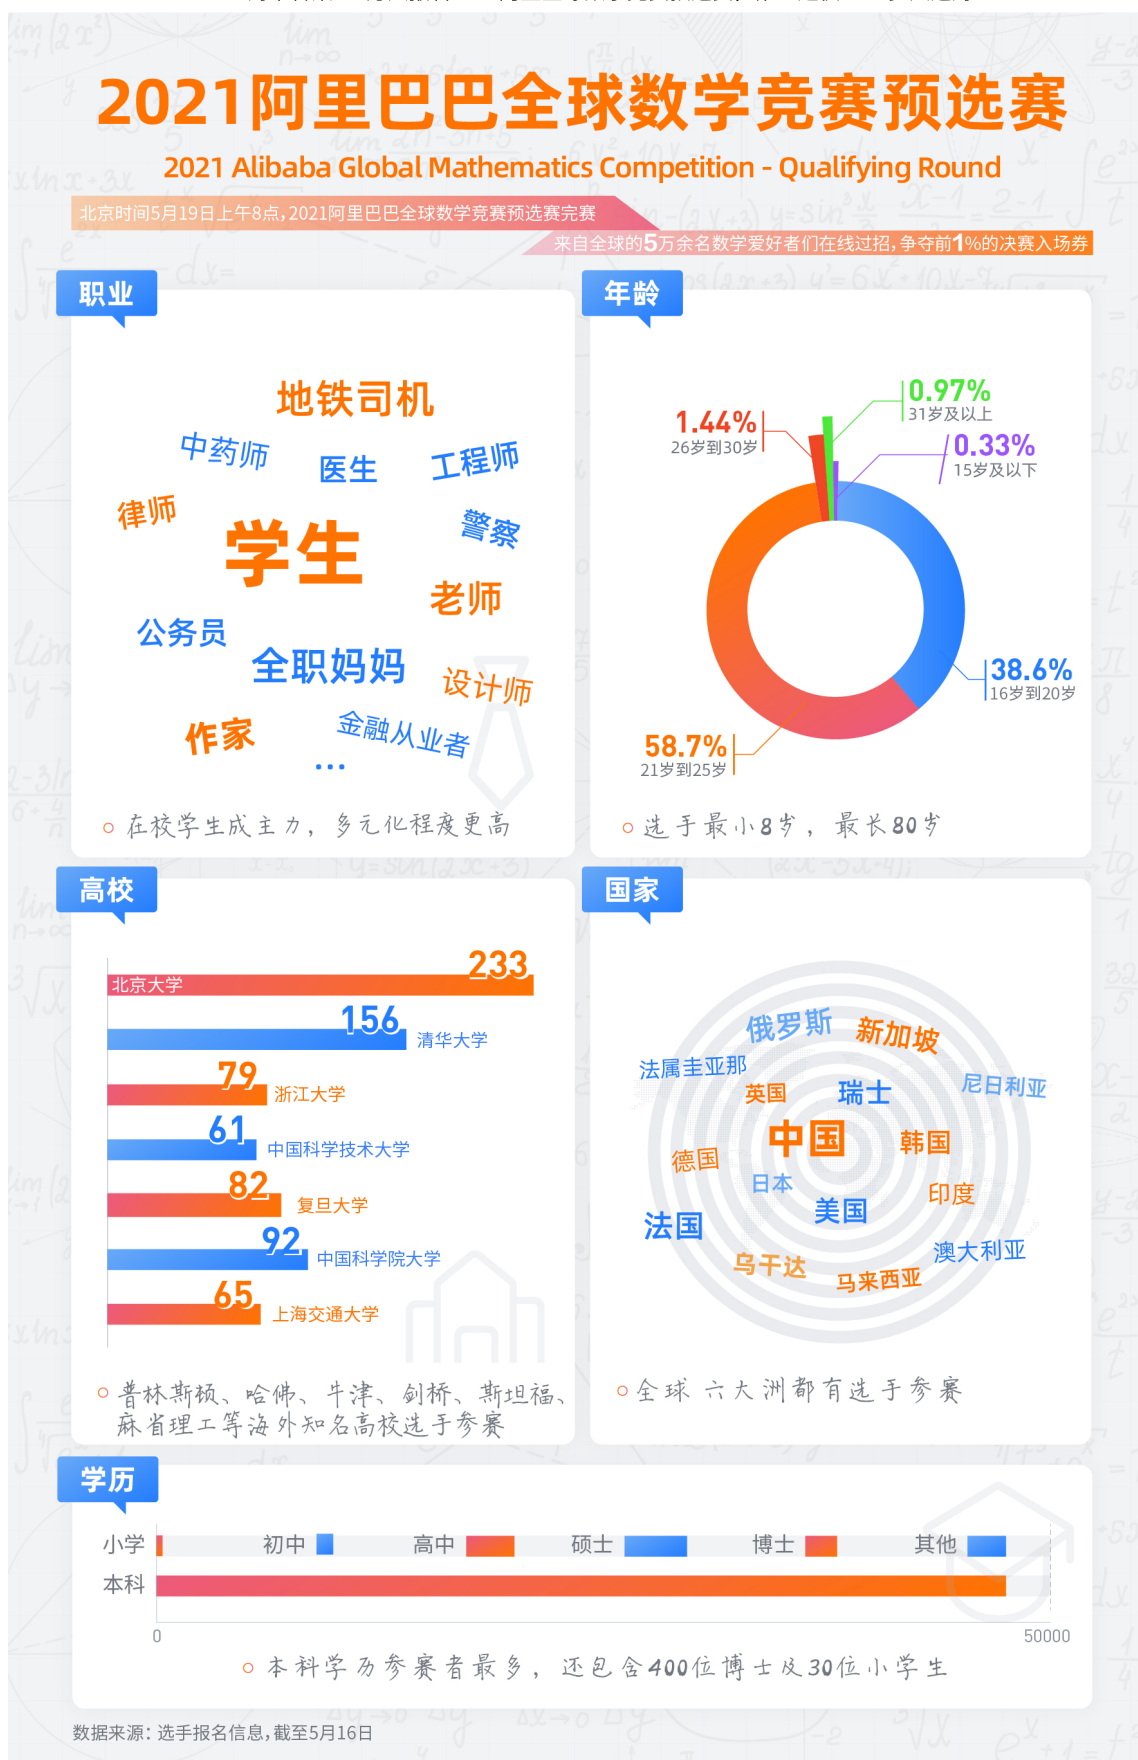 2021阿里巴巴全球数学竞赛预选赛
2021 Alibaba Global Mathematics Competition - Qualifying Round
北京时间5月19日上午8点，2021阿里巴巴全球数学竞赛预选赛完赛
来自全球的5万余名数学爱好者们在线过招，争夺前1%的决赛入场券
职业
地铁司机
中药师
医生
工程师
律师
学生
警察
老师
公务员
全职妈妈
设计师
作家
金融从业者
...
在校学生成主力，多元化程度更高
年龄
0.97%
31岁及以上
1.44%
26岁到30岁
0.33%
15岁及以下
38.6%
16岁到20岁
58.7%
21岁到25岁
选手最小8岁，最长80岁
高校
233
北京大学
156
清华大学
79
浙江大学
61
中国科学技术大学
82
复旦大学
92
中国科学院大学
65
上海交通大学
普林斯顿、哈佛、牛津、剑桥、斯坦福、
麻省理工等海外知名高校选手参赛
国家
俄罗斯
新加坡
法属圭亚那
英国
瑞士
尼日利亚
中国
韩国
德国
日本
印度
美国
法国
澳大利亚
乌干达
马来西亚
全球六大洲都有选手参赛
学历
小学 初中 高中 硕士 博士 其他
本科
0 50000
本科学历参赛者最多，还包含400位博士及30位小学生
数据来源：选手报名信息，截至5月16日